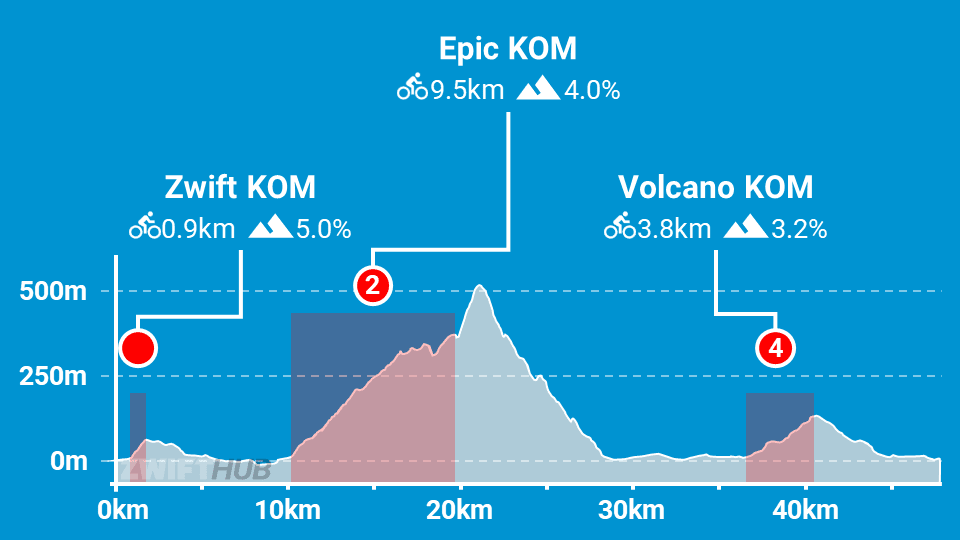 Epic KOM
9.5km 4.0%
Zwift KOM
0.9km 5.0%
Volcano KOM
3.8km 3.2%
500m
2
4
250m
0m
ZWIFTHUB
0km 10km 20km 30km 40km